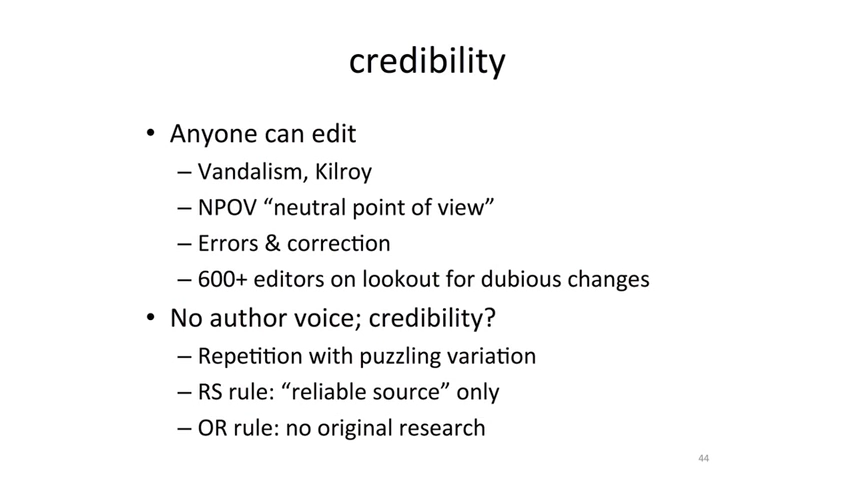 credibility
• Anyone can edit
– Vandalism, Kilroy
– NPOV “neutral point of view”
– Errors & correction
– 600+ editors on lookout for dubious changes
• No author voice; credibility?
– Repetition with puzzling variation
– RS rule: “reliable source” only
– OR rule: no original research
44